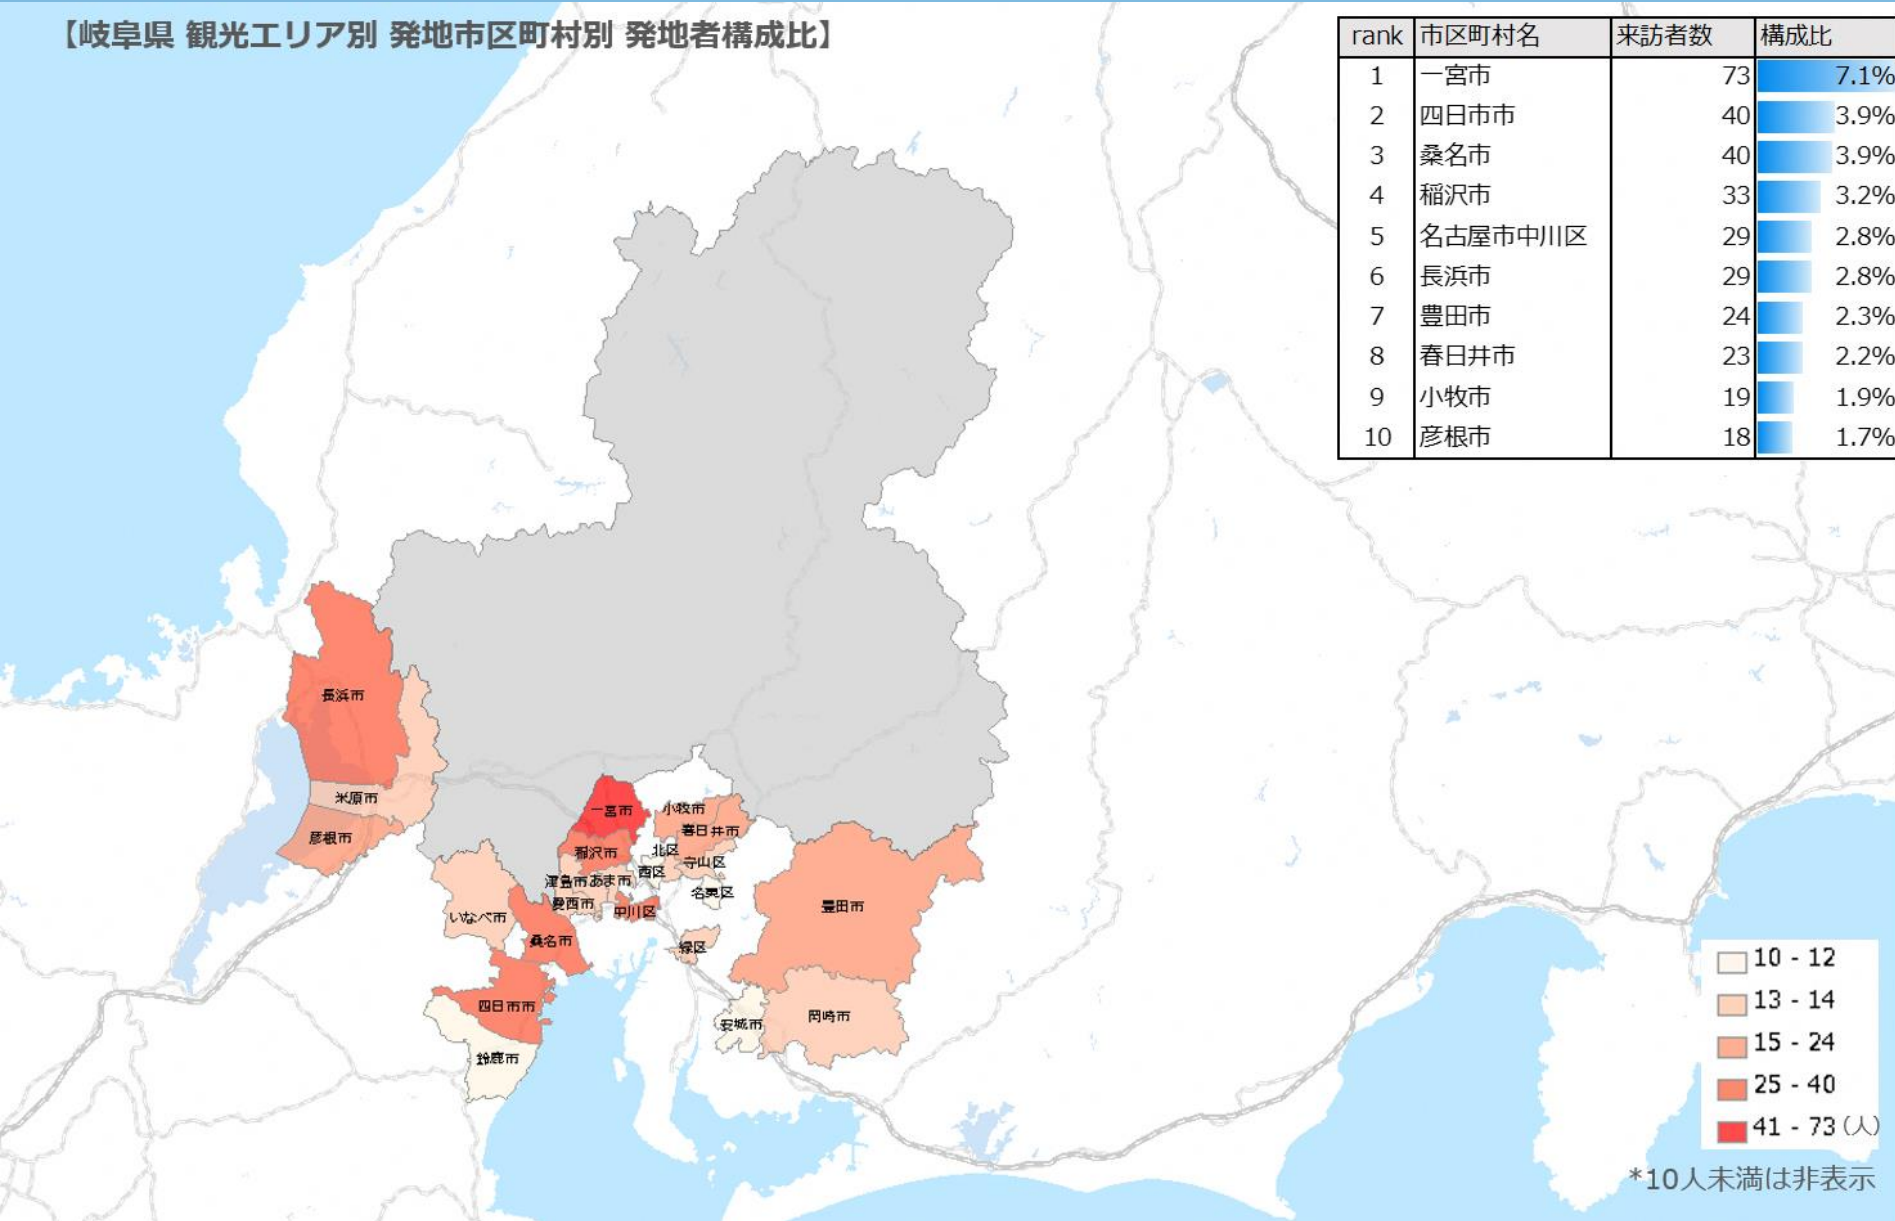 【岐阜県 観光エリア別 発地市区町村別 発地者構成比】
rank 市区町村名 来訪者数 構成比
1 一宮市 73 7.1%
2 四日市市 40 3.9%
3 桑名市 40 3.9%
4 稲沢市 33 3.2%
5 名古屋市中川区 29 2.8%
6 長浜市 29 2.8%
7 豊田市 24 2.3%
8 春日井市 23 2.2%
9 小牧市 19 1.9%
10 彦根市 18 1.7%
長浜市
米原市
彦根市
一宮市
小牧市
春日井市
稲沢市
北区
守山区
西区
津島市
あま市
名東区
愛西市
中川区
いなべ市
豊田市
桑名市
緑区
四日市市
岡崎市
安城市
鈴鹿市
10 - 12
13 - 14
15 - 24
25 - 40
41 - 73 (人)
*10人未満は非表示